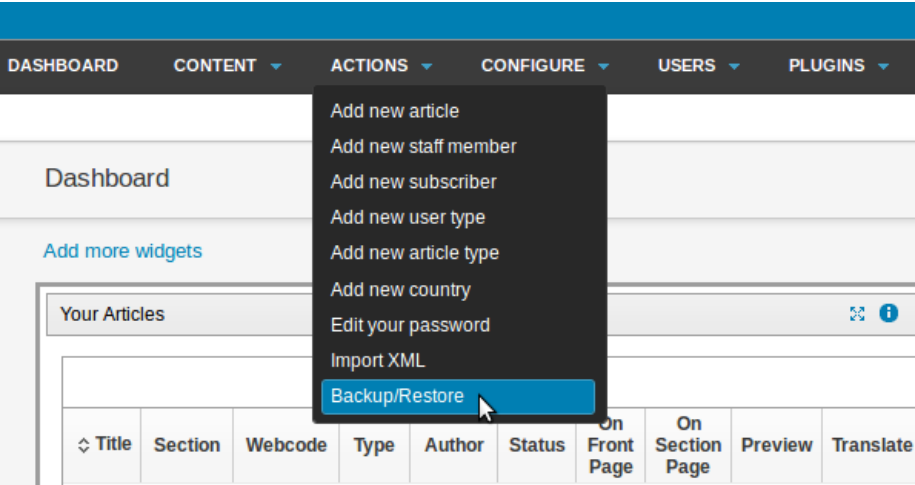 DASHBOARD CONTENT ACTIONS CONFIGURE USERS PLUGINS
Add new article
Add new staff member
Add new subscriber
Add new user type
Add new article type
Add new country
Edit your password
Import XML
Backup/Restore
Dashboard
Add more widgets
Your Articles
Title Section Webcode Type Author Status On Front Page On Section Page Preview Translate